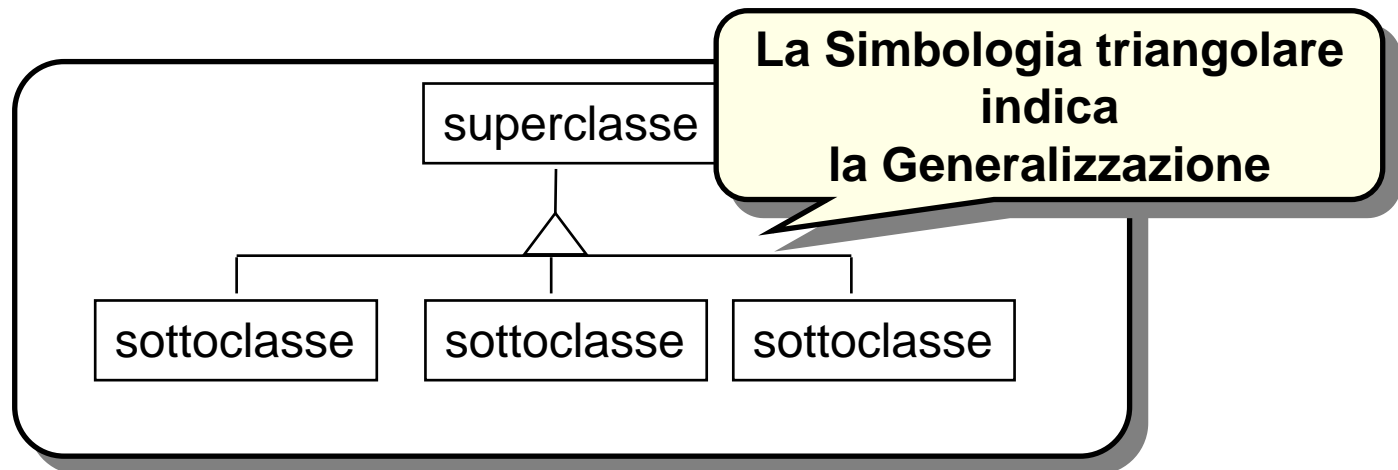 La Simbologia triangolare
indica
la Generalizzazione
superclasse
sottoclasse
sottoclasse
sottoclasse